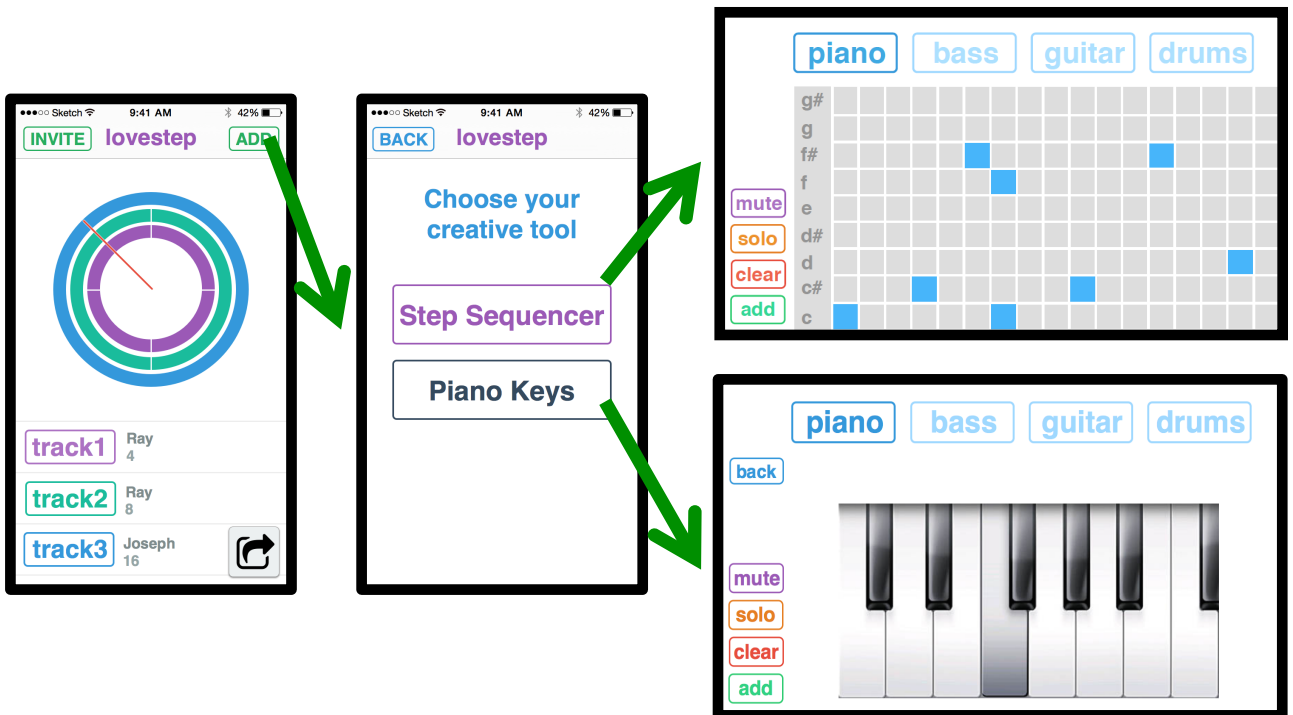 ●●●○○ Sketch 9:41 AM 42%
INVITE lovestep ADD
track1 Ray
4
track2 Ray
8
track3 Joseph
16
●●●○○ Sketch 9:41 AM 42%
BACK lovestep
Choose your
creative tool
Step Sequencer
Piano Keys
piano bass guitar drums
g#
g
f#
f
e
d#
d
c#
c
mute
solo
clear
add
piano bass guitar drums
back
mute
solo
clear
add